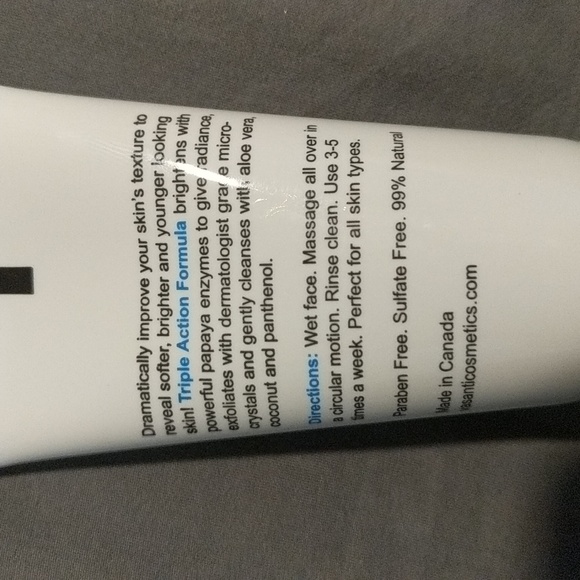 Dramatically improve your skin's texture to
reveal softer, brighter and younger looking
skin! Triple Action Formula brightens with
powerful papaya enzymes to give radiance,
exfoliates with dermatologist grade micro-
crystals and gently cleanses with aloe vera,
coconut and panthenol.
Directions: Wet face. Massage all over in
a circular motion. Rinse clean. Use 3-5
times a week. Perfect for all skin types.
Paraben Free. Sulfate Free. 99% Natural
Made in Canada
vasanticosmetics.com